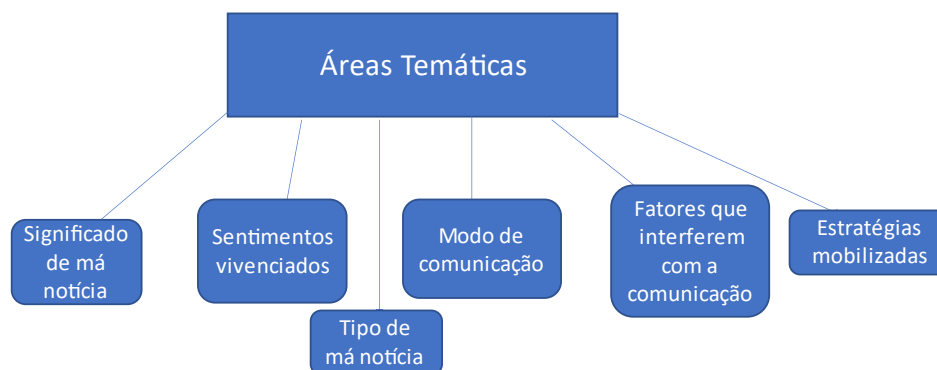 Áreas Temáticas
Significado
de má
notícia
Sentimentos
vivenciados
Tipo de
má notícia
Modo de
comunicação
Fatores que
interferem
com a
comunicação
Estratégias
mobilizadas